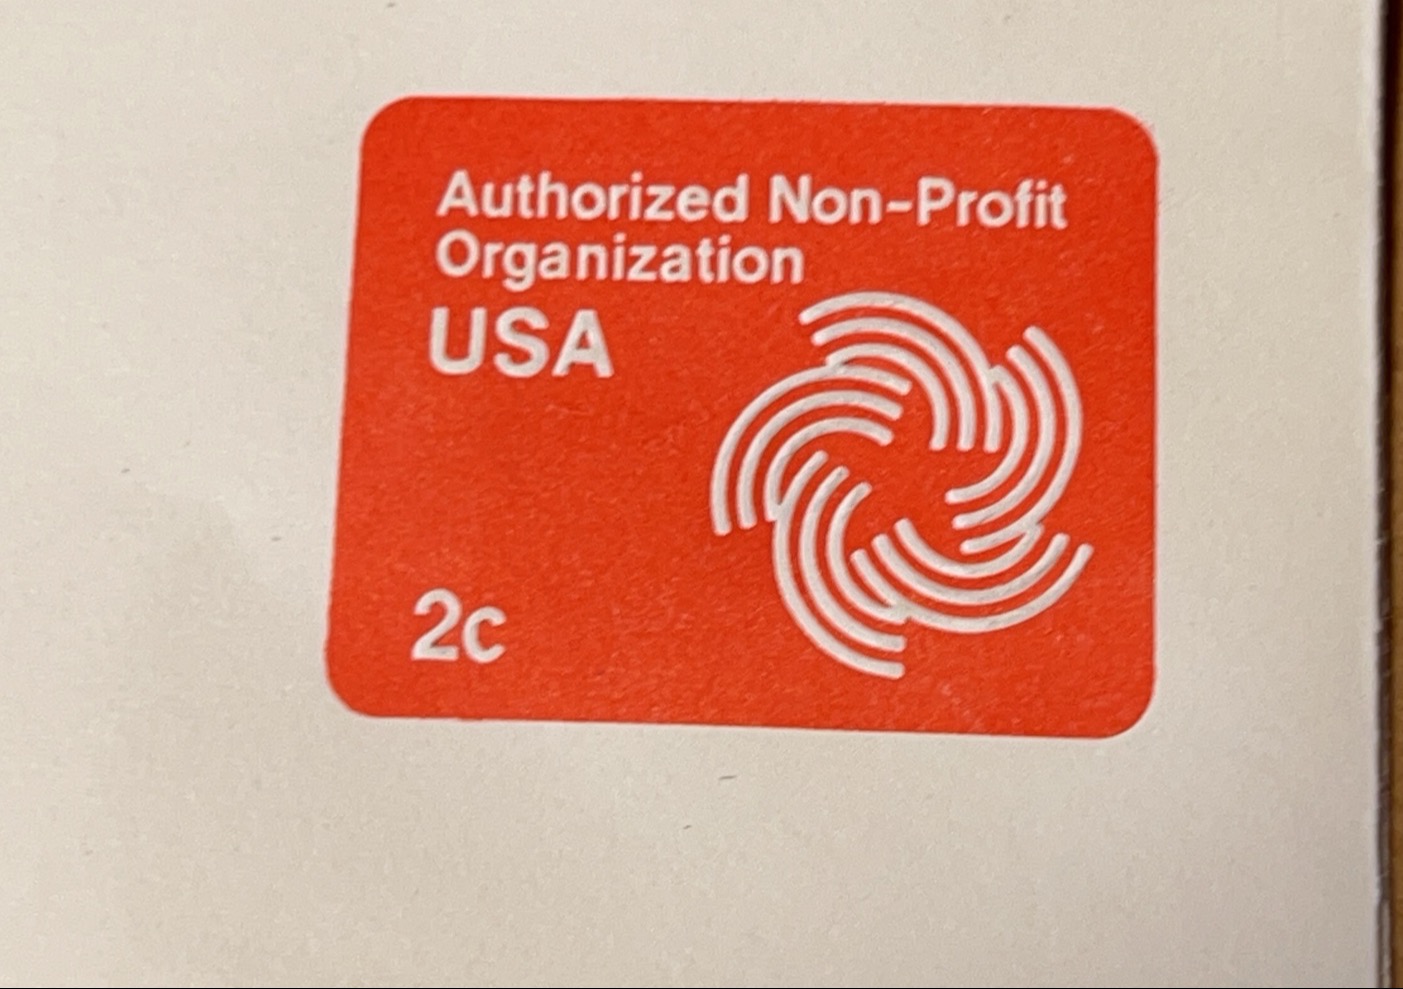 Authorized Non-Profit
Organization
USA
2c